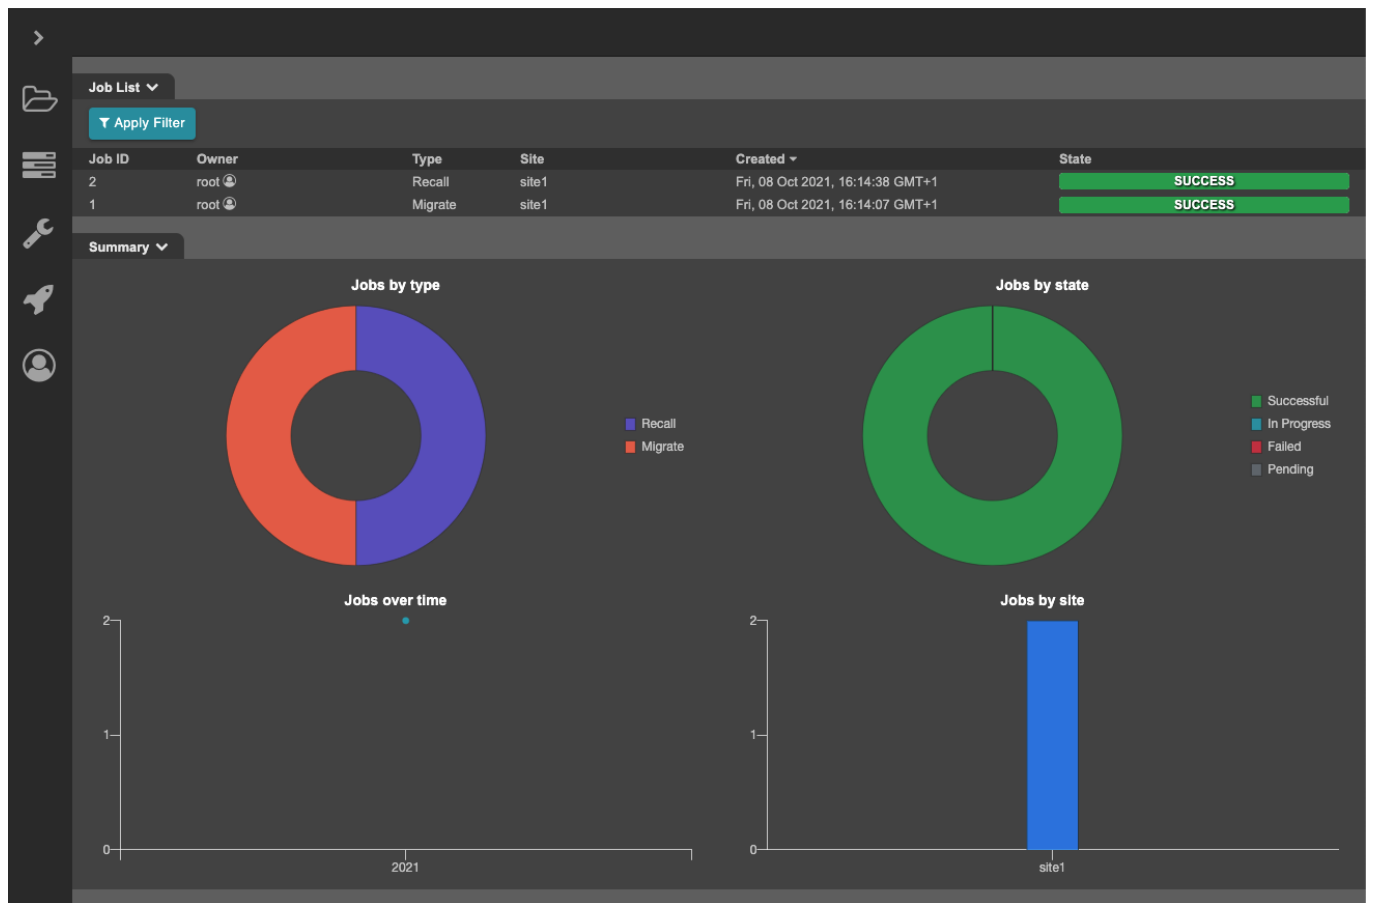 Job List
Apply Filter
Job ID Owner Type Site Created State
2 root Recall site1 Fri, 08 Oct 2021, 16:14:38 GMT+1 SUCCESS
1 root Migrate site1 Fri, 08 Oct 2021, 16:14:07 GMT+1 SUCCESS
Summary
Jobs by type
Recall
Migrate
Jobs by state
Successful
In Progress
Failed
Pending
Jobs over time
2
1
0
2021
Jobs by site
2
1
0
site1